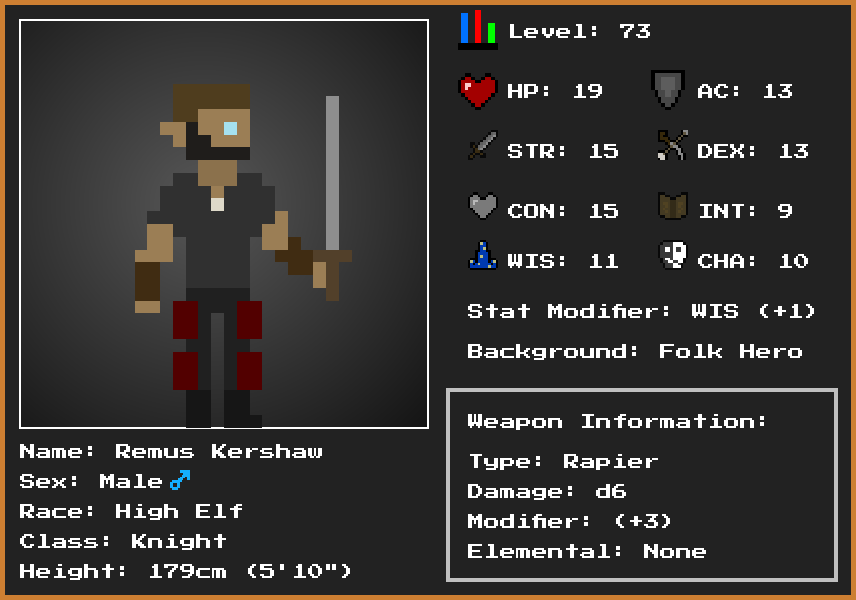 Level: 73
HP: 19 AC: 13
STR: 15 DEX: 13
CON: 15 INT: 9
WIS: 11 CHA: 10
Stat Modifier: WIS (+1)
Background: Folk Hero
Weapon Information:
Type: Rapier
Damage: d6
Modifier: (+3)
Elemental: None
Name: Remus Kershaw
Sex: Male ♂
Race: High Elf
Class: Knight
Height: 179cm (5'10")